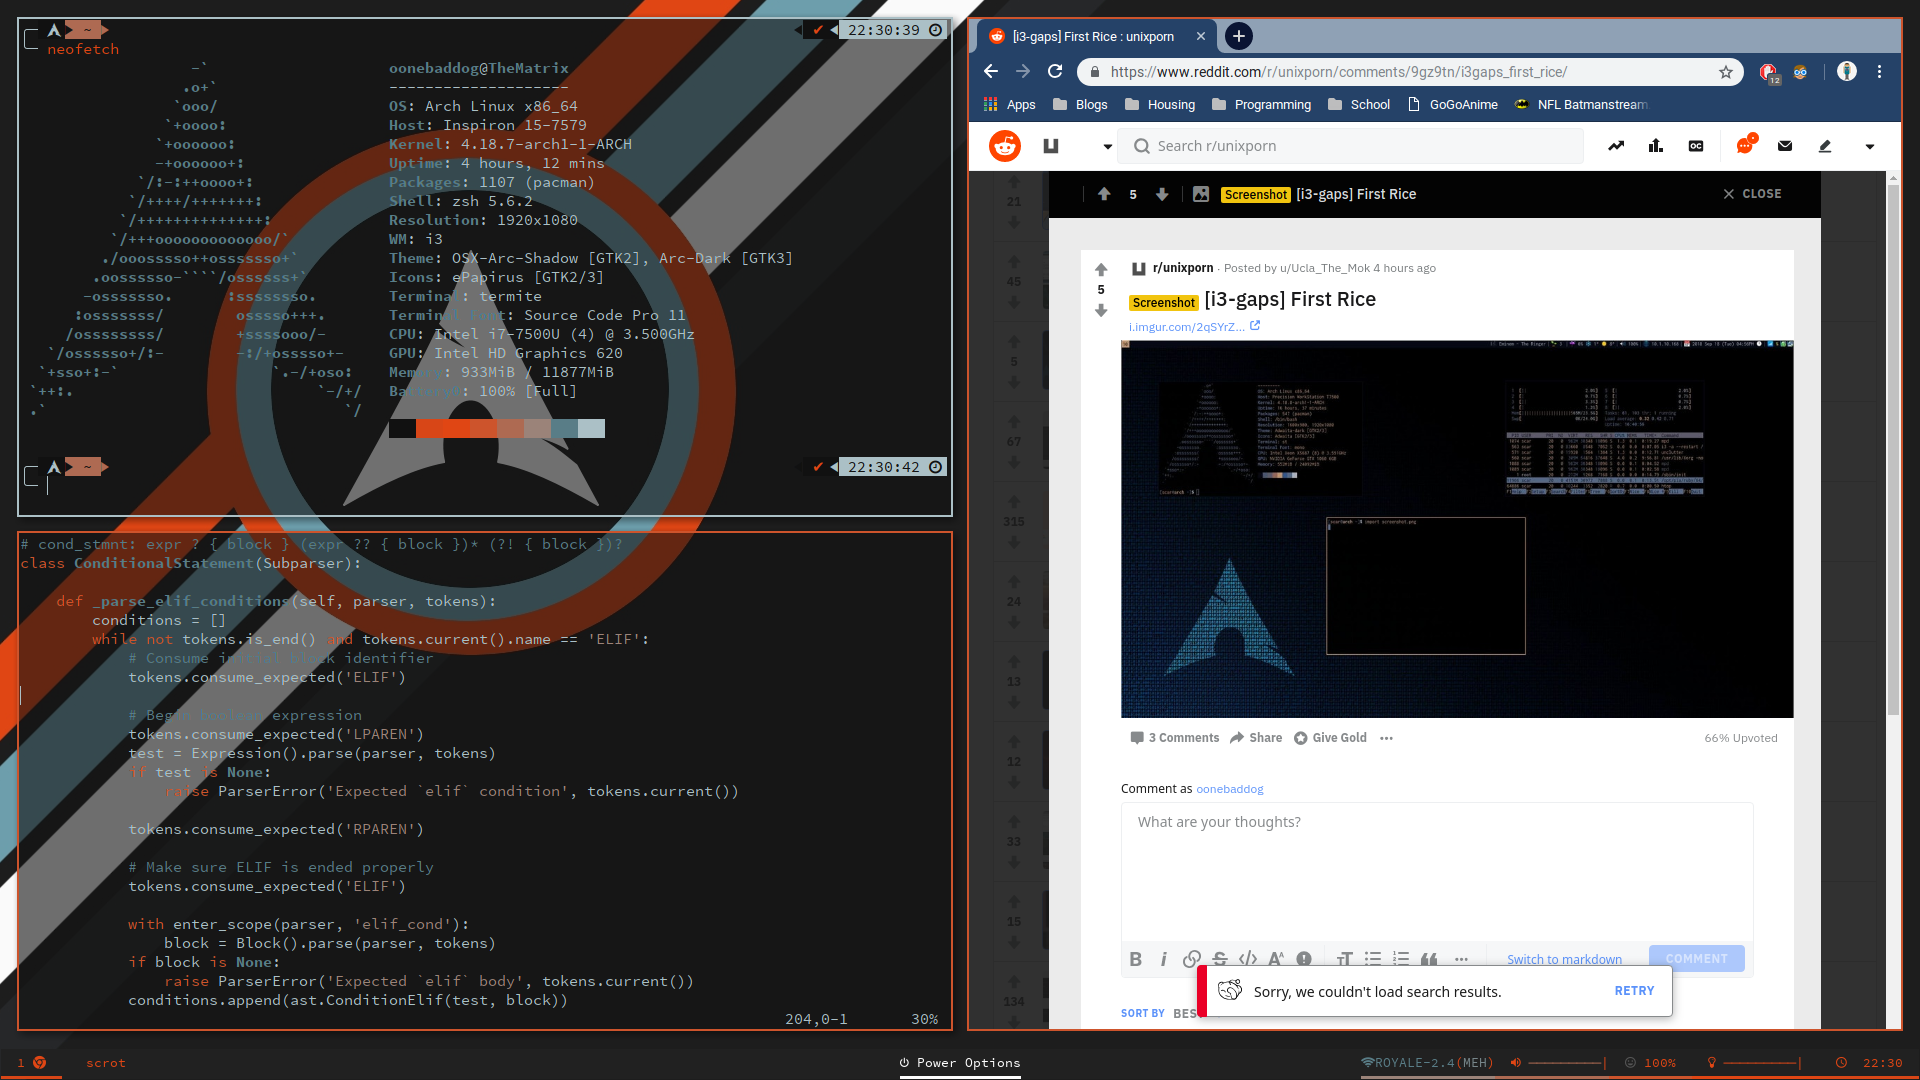 ~
22:30:39
neofetch
oonebaddog@TheMatrix
--------------------
OS: Arch Linux x86_64
Host: Inspiron 15-7579
Kernel: 4.18.7-arch1-1-ARCH
Uptime: 4 hours, 12 mins
Packages: 1107 (pacman)
Shell: zsh 5.6.2
Resolution: 1920x1080
WM: i3
Theme: OSX-Arc-Shadow [GTK2], Arc-Dark [GTK3]
Icons: ePapirus [GTK2/3]
Terminal: termite
Terminal Font: Source Code Pro 11
CPU: Intel i7-7500U (4) @ 3.500GHz
GPU: Intel HD Graphics 620
Memory: 933MiB / 11877MiB
100% [Full]
~
22:30:42
# cond_stmnt: expr ? { block } (expr ?? { block })* (?! { block })?
class ConditionalStatement(Subparser):
def _parse_elif_conditions(self, parser, tokens):
conditions = []
while not tokens.is_end() and tokens.current().name == 'ELIF':
# Consume initial block identifier
tokens.consume_expected('ELIF')
# Begin boolean expression
tokens.consume_expected('LPAREN')
test = Expression().parse(parser, tokens)
if test is None:
raise ParserError('Expected `elif` condition', tokens.current())
tokens.consume_expected('RPAREN')
# Make sure ELIF is ended properly
tokens.consume_expected('ELIF')
with enter_scope(parser, 'elif_cond'):
block = Block().parse(parser, tokens)
if block is None:
raise ParserError('Expected `elif` body', tokens.current())
conditions.append(ast.ConditionElif(test, block))
204,0-1 30%
[i3-gaps] First Rice : unixporn
https://www.reddit.com/r/unixporn/comments/9gz9tn/i3gaps_first_rice/
12
Apps Blogs Housing Programming School GoGoAnime NFL Batmanstream
Search r/unixporn
5 Screenshot [i3-gaps] First Rice CLOSE
21
45
5
67
315
24
13
12
33
15
134
r/unixporn · Posted by u/Ucla_The_Mok 4 hours ago
5
Screenshot [i3-gaps] First Rice
i.imgur.com/2qSYrZ...
3 Comments Share Give Gold ••• 66% Upvoted
Comment as oonebaddog
What are your thoughts?
Switch to markdown COMMENT
Sorry, we couldn't load search results. RETRY
SORT BY BES
1 scrot Power Options ROYALE-2.4(MEH) 100% 22:30